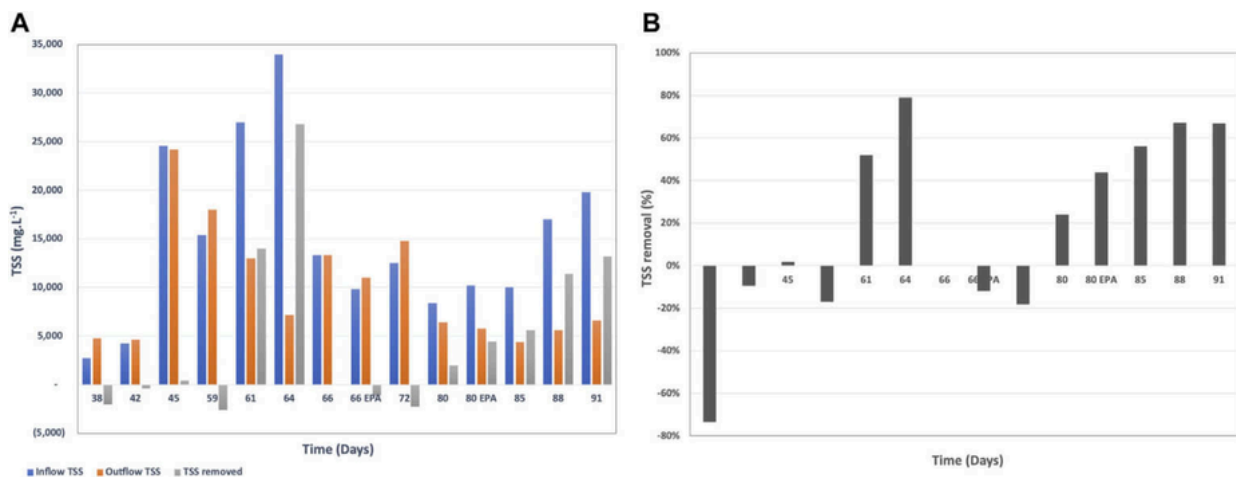 A
35,000
30,000
25,000
20,000
15,000
10,000
5,000
-
(5,000)
TSS (mg.L-1)
38 42 45 59 61 64 66 66 EPA 72 80 80 EPA 85 88 91
Time (Days)
Inflow TSS Outflow TSS TSS removed
B
100%
80%
60%
40%
20%
0%
-20%
-40%
-60%
-80%
TSS removal (%)
45 61 64 66 66 EPA 80 80 EPA 85 88 91
Time (Days)